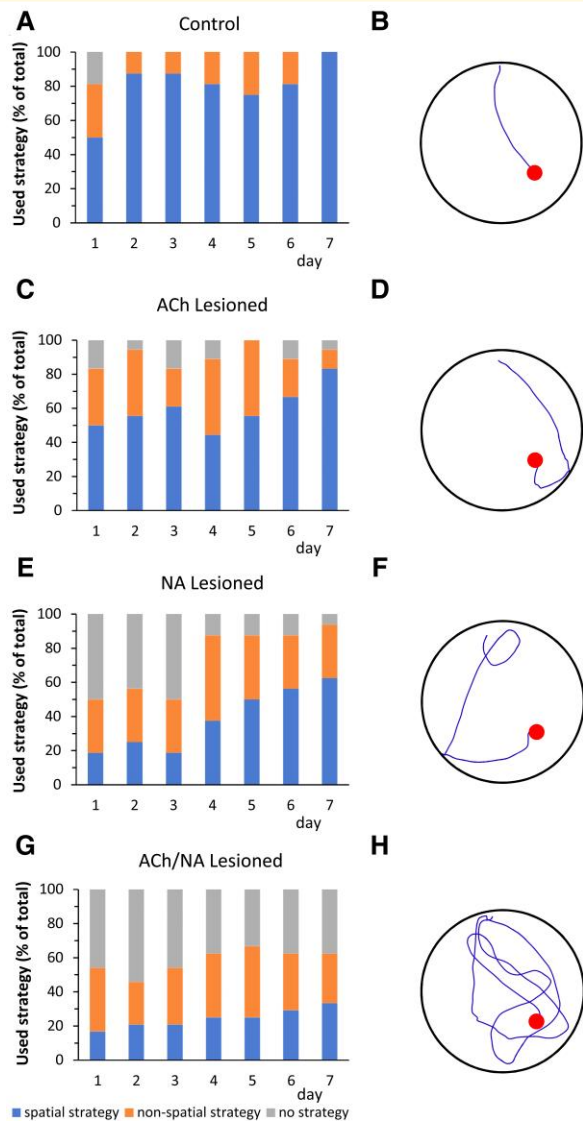 A
Control
B
Used strategy (% of total)
100
80
60
40
20
0
1 2 3 4 5 6 7
day
C
ACh Lesioned
D
Used strategy (% of total)
100
80
60
40
20
0
1 2 3 4 5 6 7
day
E
NA Lesioned
F
Used strategy (% of total)
100
80
60
40
20
0
1 2 3 4 5 6 7
day
G
ACh/NA Lesioned
H
Used strategy (% of total)
100
80
60
40
20
0
1 2 3 4 5 6 7
day
spatial strategy non-spatial strategy no strategy